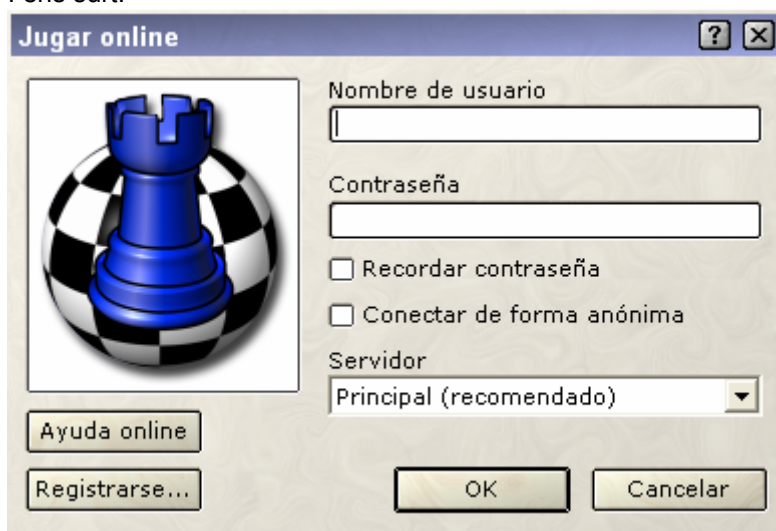 Jugar online
Nombre de usuario
Contraseña
Recordar contraseña
Conectar de forma anónima
Servidor
Principal (recomendado)
Ayuda online
Registrarse...
OK
Cancelar